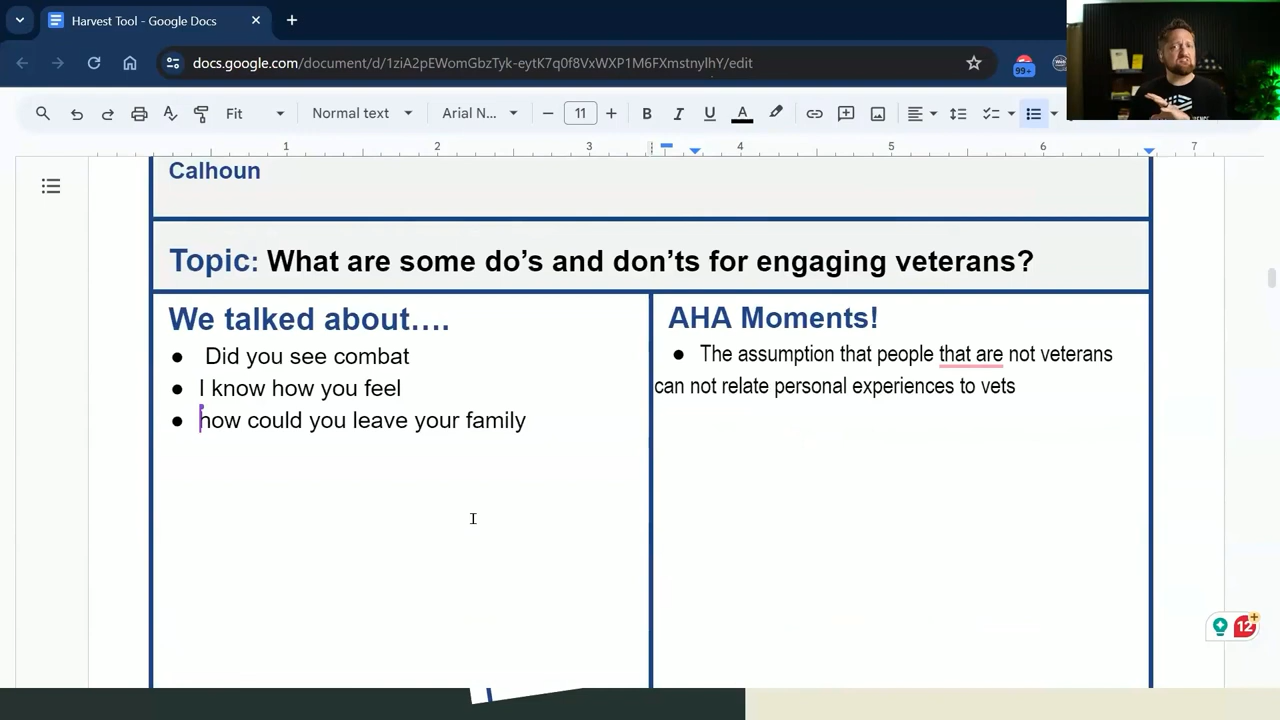 Harvest Tool - Google Docs
docs.google.com/document/d/1ziA2pEWomGbzTyk-eytK7q0f8VxWXP1M6FXmstnylhY/edit
99+
Fit
Normal text
Arial N...
11
B I U A
1 2 3 4 5 6 7
Calhoun
Topic: What are some do's and don'ts for engaging veterans?
We talked about….
● Did you see combat
● I know how you feel
● how could you leave your family
AHA Moments!
● The assumption that people that are not veterans
can not relate personal experiences to vets
12